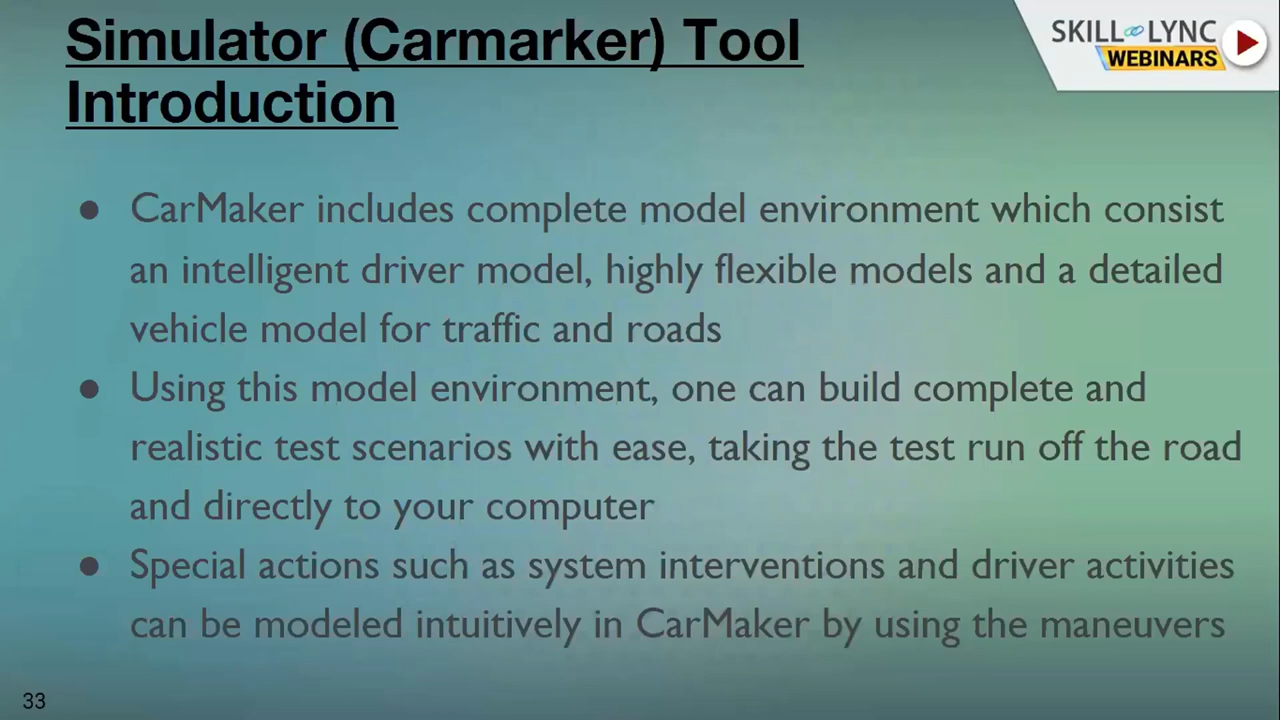 Simulator (Carmarker) Tool
Introduction
SKILL LYNC
WEBINARS
● CarMaker includes complete model environment which consist
an intelligent driver model, highly flexible models and a detailed
vehicle model for traffic and roads
● Using this model environment, one can build complete and
realistic test scenarios with ease, taking the test run off the road
and directly to your computer
● Special actions such as system interventions and driver activities
can be modeled intuitively in CarMaker by using the maneuvers
33